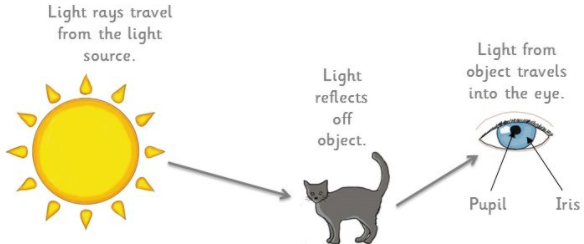 Light rays travel
from the light
source.
Light
reflects
off
object.
Light from
object travels
into the eye.
Pupil
Iris